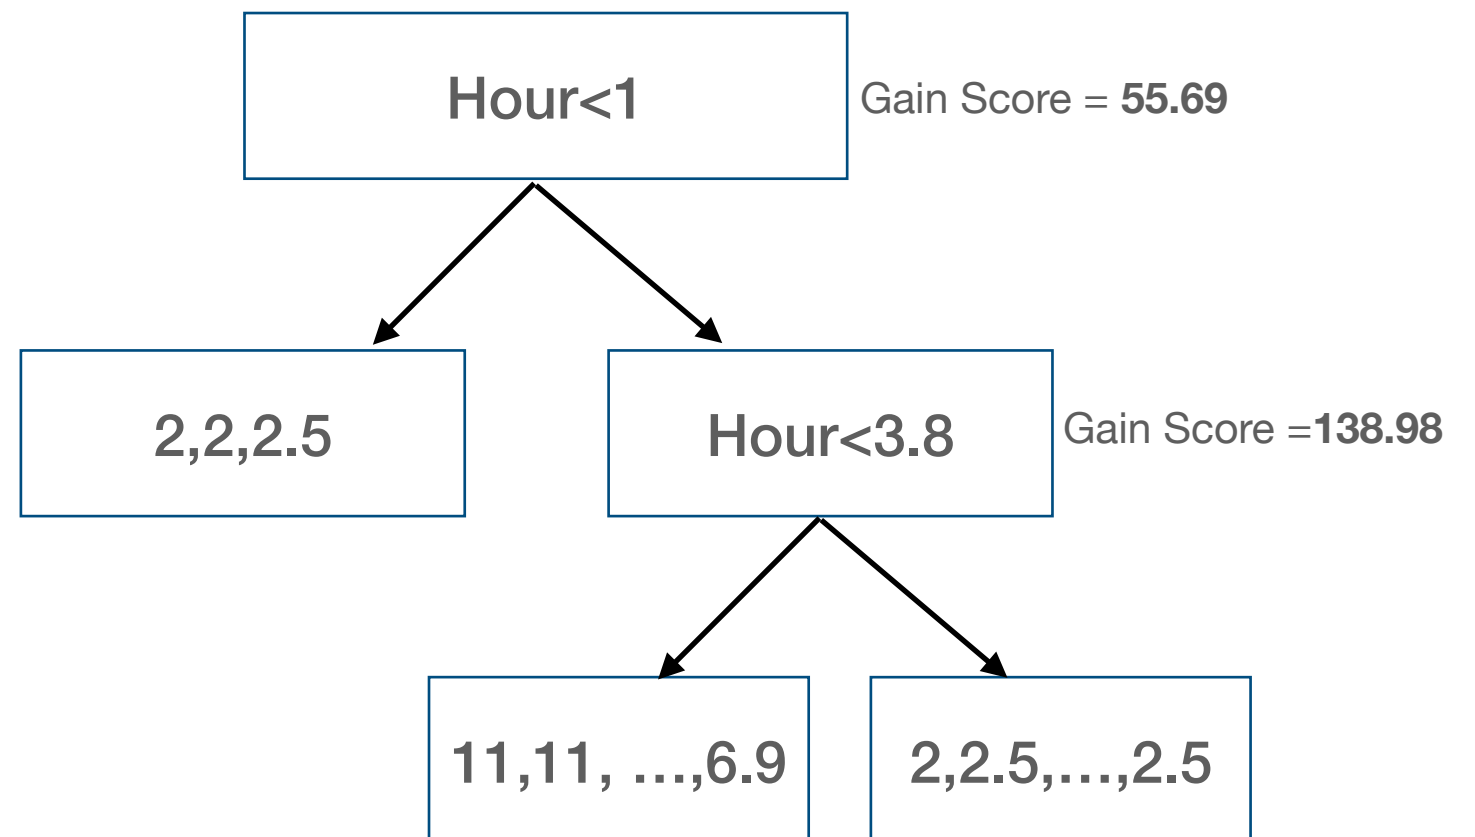 Hour<1
Gain Score = 55.69
2,2,2.5
Hour<3.8
Gain Score =138.98
11,11, ...,6.9
2,2.5,...,2.5